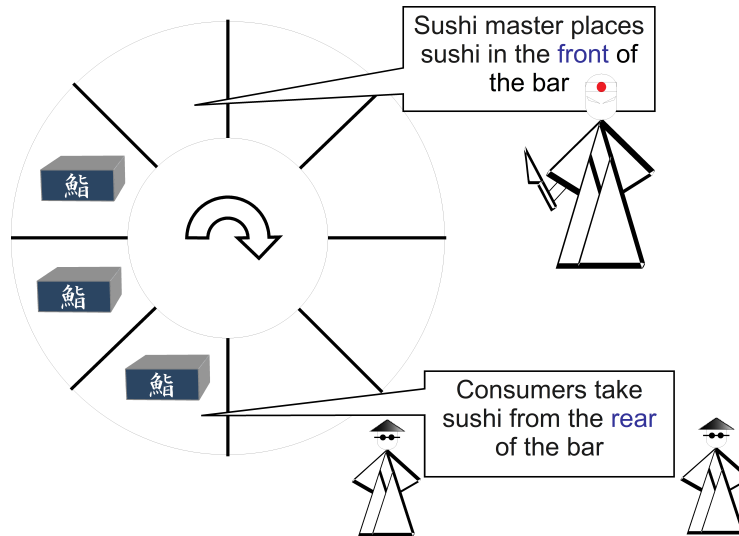 Sushi master places
sushi in the front of
the bar
鮨
鮨
鮨
Consumers take
sushi from the rear
of the bar